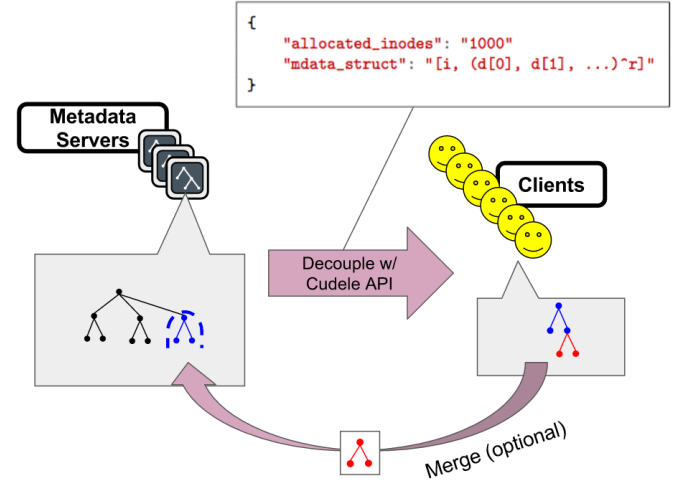 {
"allocated_inodes": "1000"
"mdata_struct": "[i, (d[0], d[1], ...)^r]"
}
Metadata
Servers
Clients
Decouple w/
Cudele API
Merge (optional)